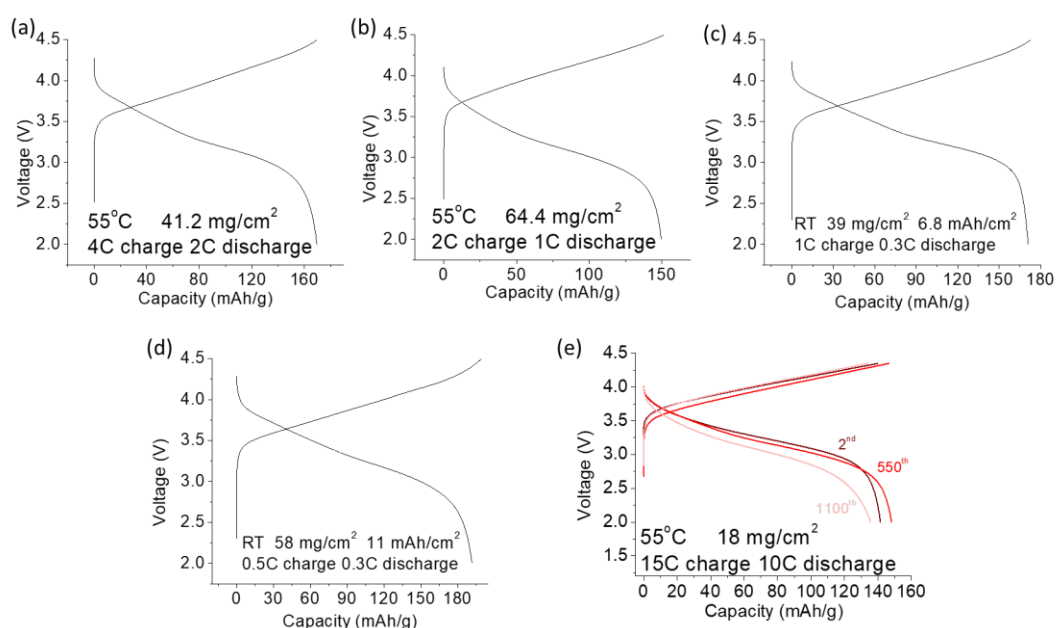 (a)
4.5
4.0
3.5
3.0
2.5
2.0
Voltage (V)
55°C 41.2 mg/cm²
4C charge 2C discharge
0 40 80 120 160
Capacity (mAh/g)
(b)
4.5
4.0
3.5
3.0
2.5
2.0
Voltage (V)
55°C 64.4 mg/cm²
2C charge 1C discharge
0 50 100 150
Capacity (mAh/g)
(c)
4.5
4.0
3.5
3.0
2.5
2.0
Voltage (V)
RT 39 mg/cm² 6.8 mAh/cm²
1C charge 0.3C discharge
0 30 60 90 120 150 180
Capacity (mAh/g)
(d)
4.5
4.0
3.5
3.0
2.5
2.0
Voltage (V)
RT 58 mg/cm² 11 mAh/cm²
0.5C charge 0.3C discharge
0 30 60 90 120 150 180
Capacity (mAh/g)
(e)
4.5
4.0
3.5
3.0
2.5
2.0
1.5
Voltage (V)
2nd
550th
1100th
55°C 18 mg/cm²
15C charge 10C discharge
0 20 40 60 80 100 120 140 160
Capacity (mAh/g)